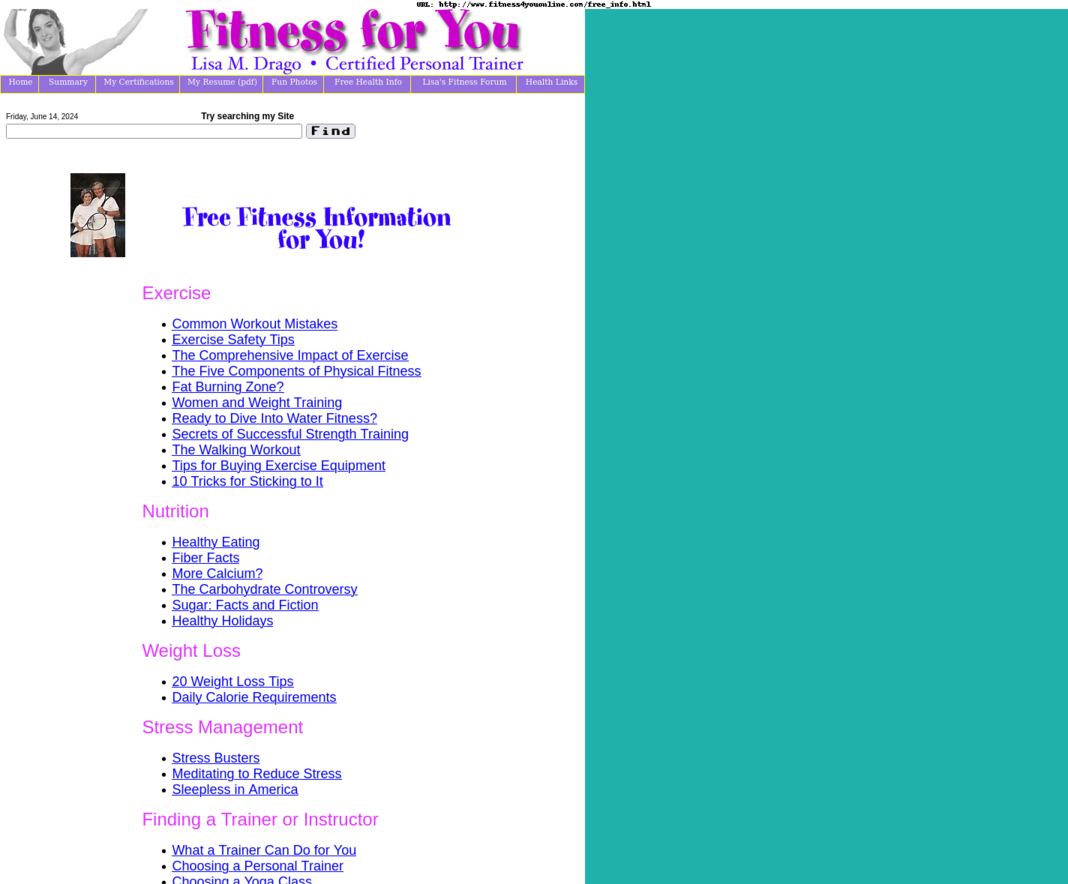 URL: http://www.fitness4youonline.com/free_info.html
Fitness for You
Lisa M. Drago • Certified Personal Trainer
Home Summary My Certifications My Resume (pdf) Fun Photos Free Health Info Lisa's Fitness Forum Health Links
Friday, June 14, 2024 Try searching my Site
Find
Free Fitness Information
for You!
Exercise
Common Workout Mistakes
Exercise Safety Tips
The Comprehensive Impact of Exercise
The Five Components of Physical Fitness
Fat Burning Zone?
Women and Weight Training
Ready to Dive Into Water Fitness?
Secrets of Successful Strength Training
The Walking Workout
Tips for Buying Exercise Equipment
10 Tricks for Sticking to It
Nutrition
Healthy Eating
Fiber Facts
More Calcium?
The Carbohydrate Controversy
Sugar: Facts and Fiction
Healthy Holidays
Weight Loss
20 Weight Loss Tips
Daily Calorie Requirements
Stress Management
Stress Busters
Meditating to Reduce Stress
Sleepless in America
Finding a Trainer or Instructor
What a Trainer Can Do for You
Choosing a Personal Trainer
Choosing a Yoga Class